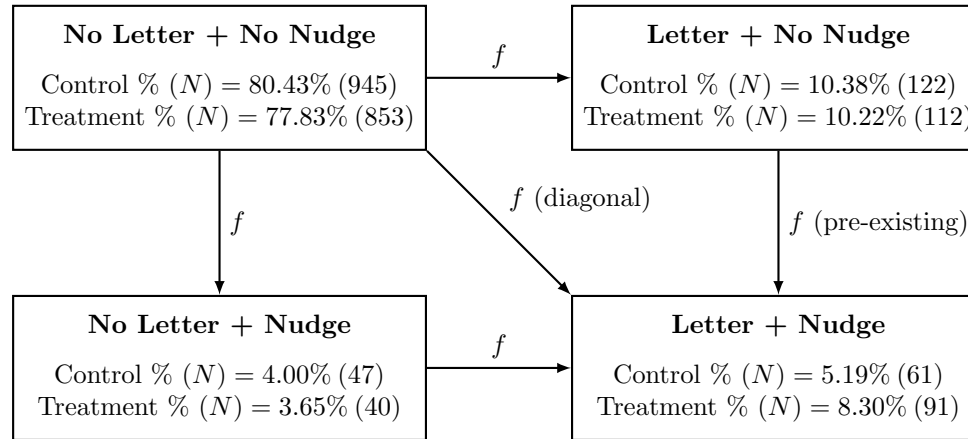 No Letter + No Nudge
Control % (N) = 80.43% (945)
Treatment % (N) = 77.83% (853)
f
Letter + No Nudge
Control % (N) = 10.38% (122)
Treatment % (N) = 10.22% (112)
f
f (diagonal)
f (pre-existing)
No Letter + Nudge
Control % (N) = 4.00% (47)
Treatment % (N) = 3.65% (40)
f
Letter + Nudge
Control % (N) = 5.19% (61)
Treatment % (N) = 8.30% (91)